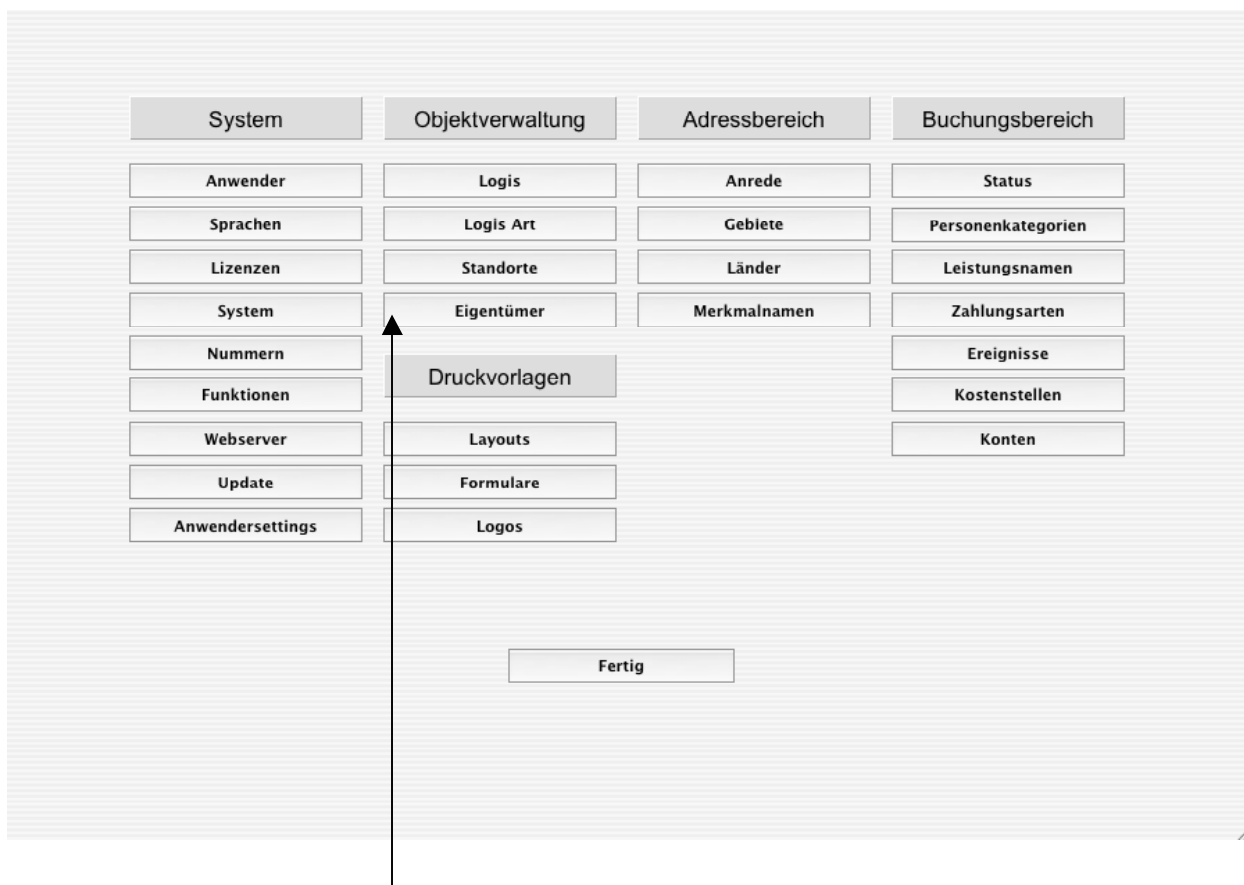 System
Anwender
Sprachen
Lizenzen
System
Nummern
Funktionen
Webserver
Update
Anwendersettings
Objektverwaltung
Logis
Logis Art
Standorte
Eigentümer
Druckvorlagen
Layouts
Formulare
Logos
Adressbereich
Anrede
Gebiete
Länder
Merkmalnamen
Buchungsbereich
Status
Personenkategorien
Leistungsnamen
Zahlungsarten
Ereignisse
Kostenstellen
Konten
Fertig